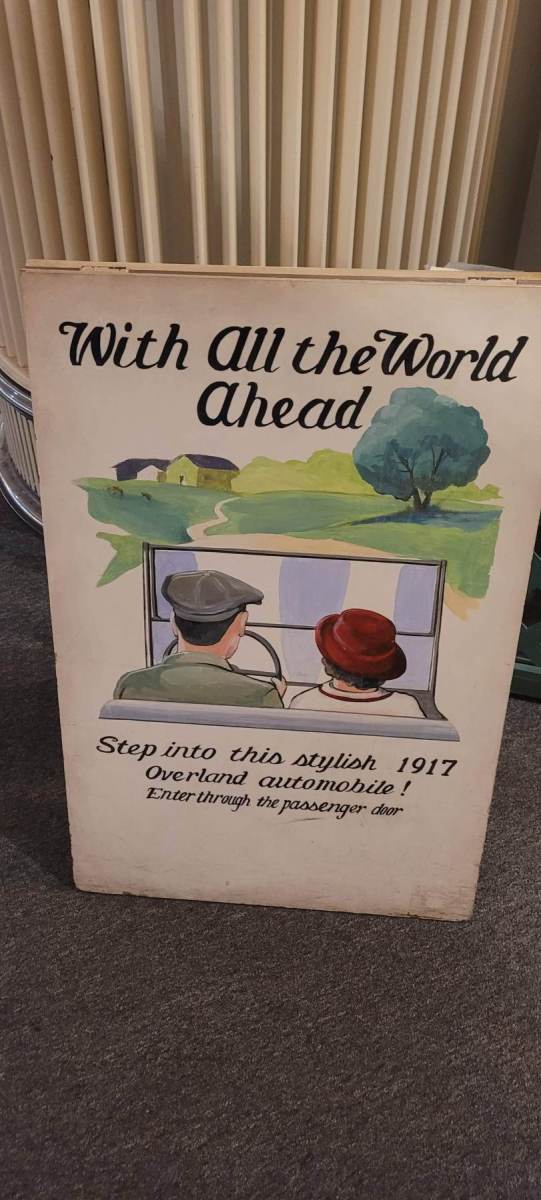 With All the World
Ahead
Step into this stylish 1917
Overland automobile!
Enter through the passenger door